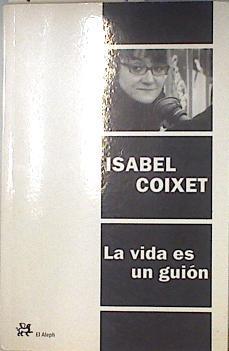 ISABEL
COIXET
La vida es
un guión
El Aleph